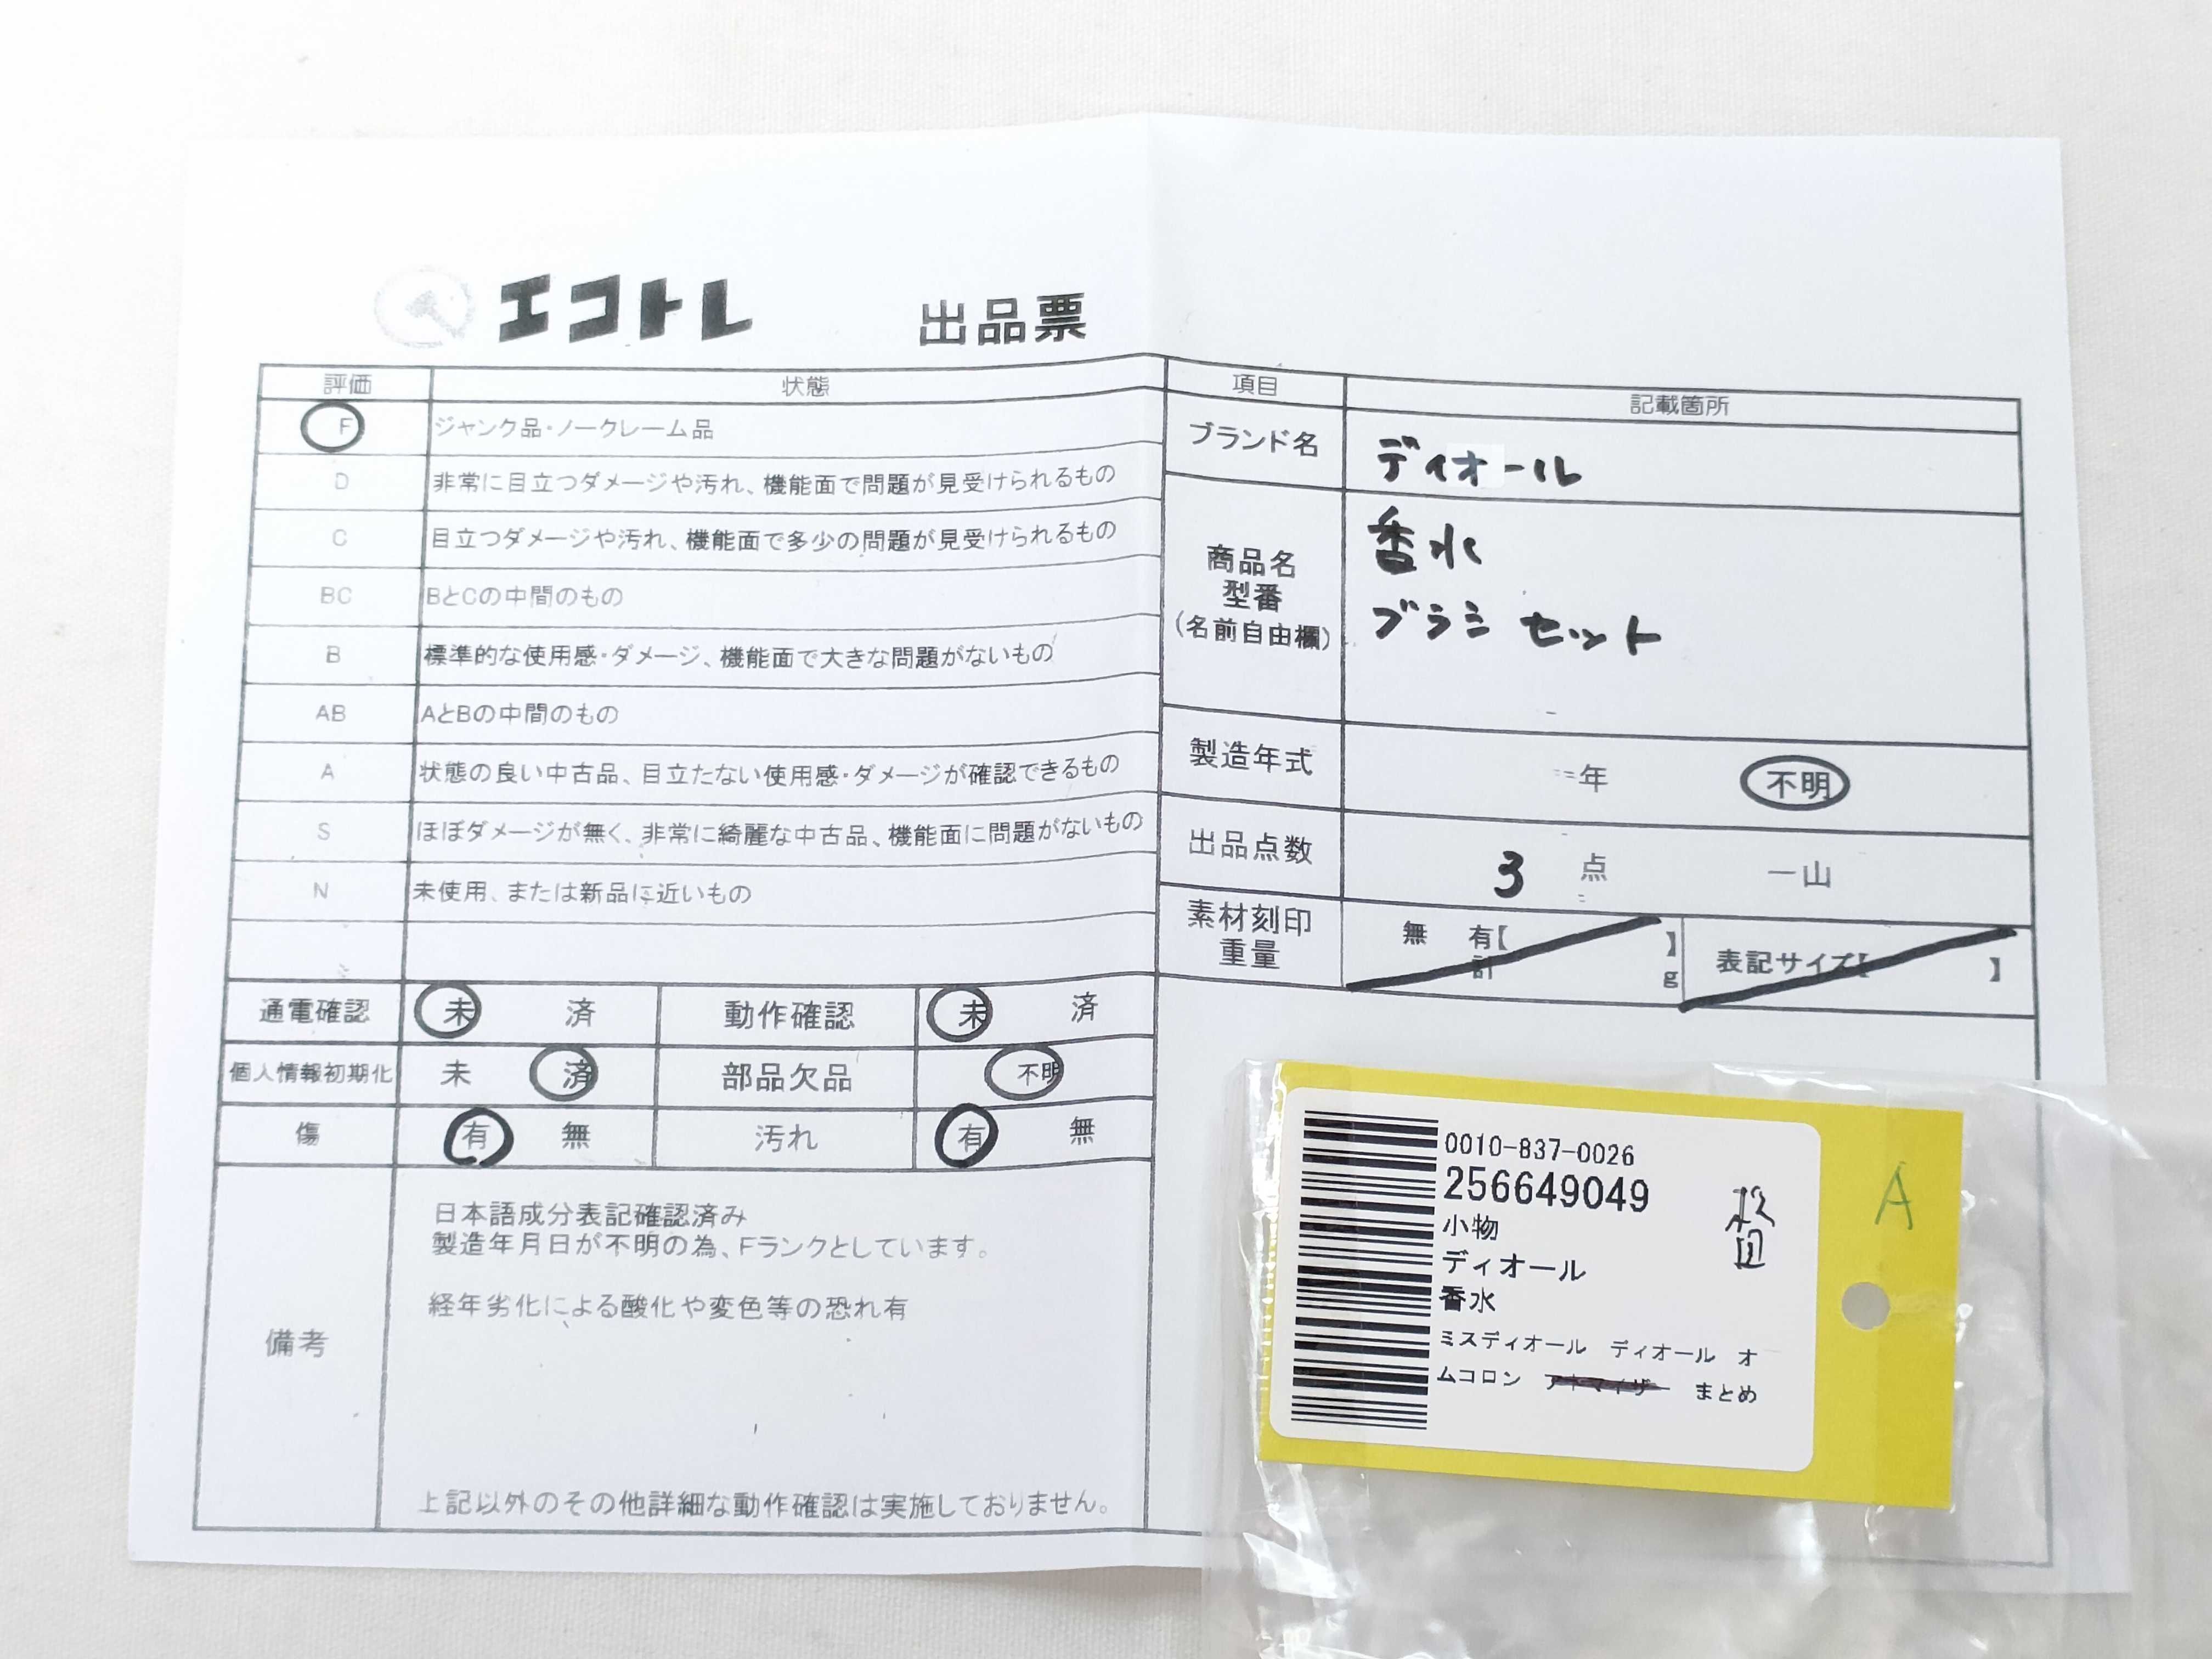 エコトレ 出品票
評価 状態
F ジャンク品・ノークレーム品
D 非常に目立つダメージや汚れ、機能面で問題が見受けられるもの
C 目立つダメージや汚れ、機能面で多少の問題が見受けられるもの
BC BとCの中間のもの
B 標準的な使用感・ダメージ、機能面で大きな問題がないもの
AB AとBの中間のもの
A 状態の良い中古品、目立たない使用感・ダメージが確認できるもの
S ほぼダメージが無く、非常に綺麗な中古品、機能面に問題がないもの
N 未使用、または新品に近いもの
通電確認 未 済 動作確認 未 済
個人情報初期化 未 済 部品欠品 不明
傷 有 無 汚れ 有 無
備考
日本語成分表記確認済み
製造年月日が不明の為、Fランクとしています。
経年劣化による酸化や変色等の恐れ有
上記以外のその他詳細な動作確認は実施しておりません。
項目 記載箇所
ブランド名 ディオール
商品名
型番
(名前自由欄)
香水
ブラシ セット
製造年式 年 不明
出品点数 3 点 一山
素材刻印
重量
無 有【 】
計 g
表記サイズ【 】
0010-837-0026
256649049
小物
ディオール
香水
ミスディオール ディオール オ
ムコロン アトマイザー まとめ
A